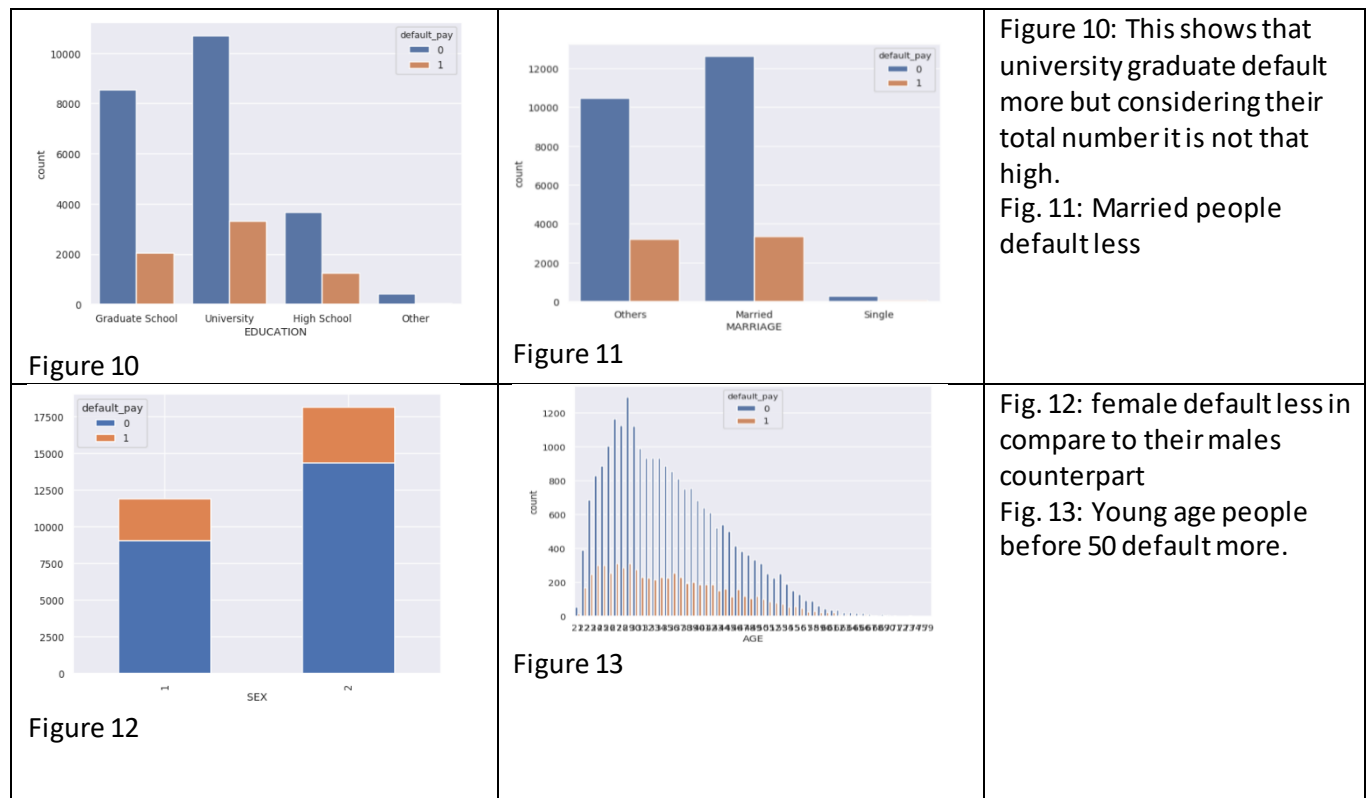 default_pay
0
1
10000
8000
6000
4000
2000
0
count
Graduate School University High School Other
EDUCATION
Figure 10
default_pay
0
1
12000
10000
8000
6000
4000
2000
0
count
Others Married Single
MARRIAGE
Figure 11
Figure 10: This shows that
university graduate default
more but considering their
total number it is not that
high.
Fig. 11: Married people
default less
default_pay
0
1
17500
15000
12500
10000
7500
5000
2500
0
1 2
SEX
Figure 12
default_pay
0
1
1200
1000
800
600
400
200
0
count
AGE
Figure 13
Fig. 12: female default less in
compare to their males
counterpart
Fig. 13: Young age people
before 50 default more.